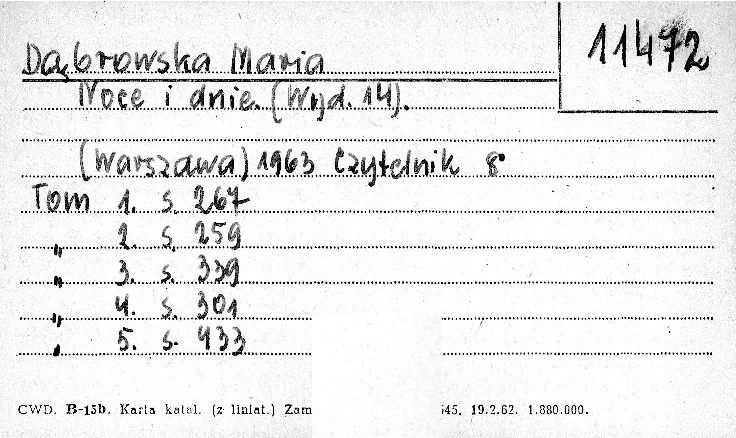 11472
Dąbrowska Maria
Noce i dnie. (Wyd. 14).
(Warszawa) 1963 Czytelnik 8°
Tom 1. s. 267
„ 2. s. 259
„ 3. s. 339
„ 4. s. 301
„ 5. s. 433
CWD. B-15b. Karta katal. (z liniat.) Zam 545. 19.2.62. 1.880.000.